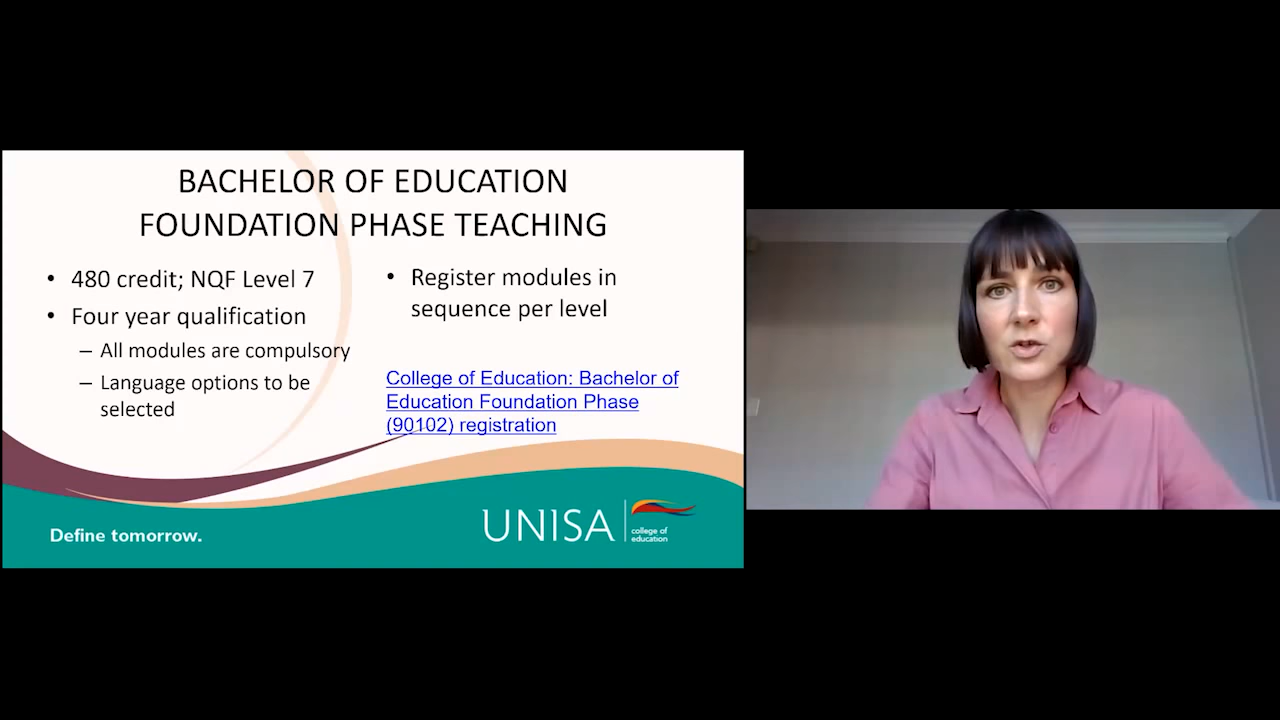 BACHELOR OF EDUCATION
FOUNDATION PHASE TEACHING
• 480 credit; NQF Level 7
• Four year qualification
– All modules are compulsory
– Language options to be
selected
• Register modules in
sequence per level
College of Education: Bachelor of
Education Foundation Phase
(90102) registration
Define tomorrow.
UNISA
college of
education